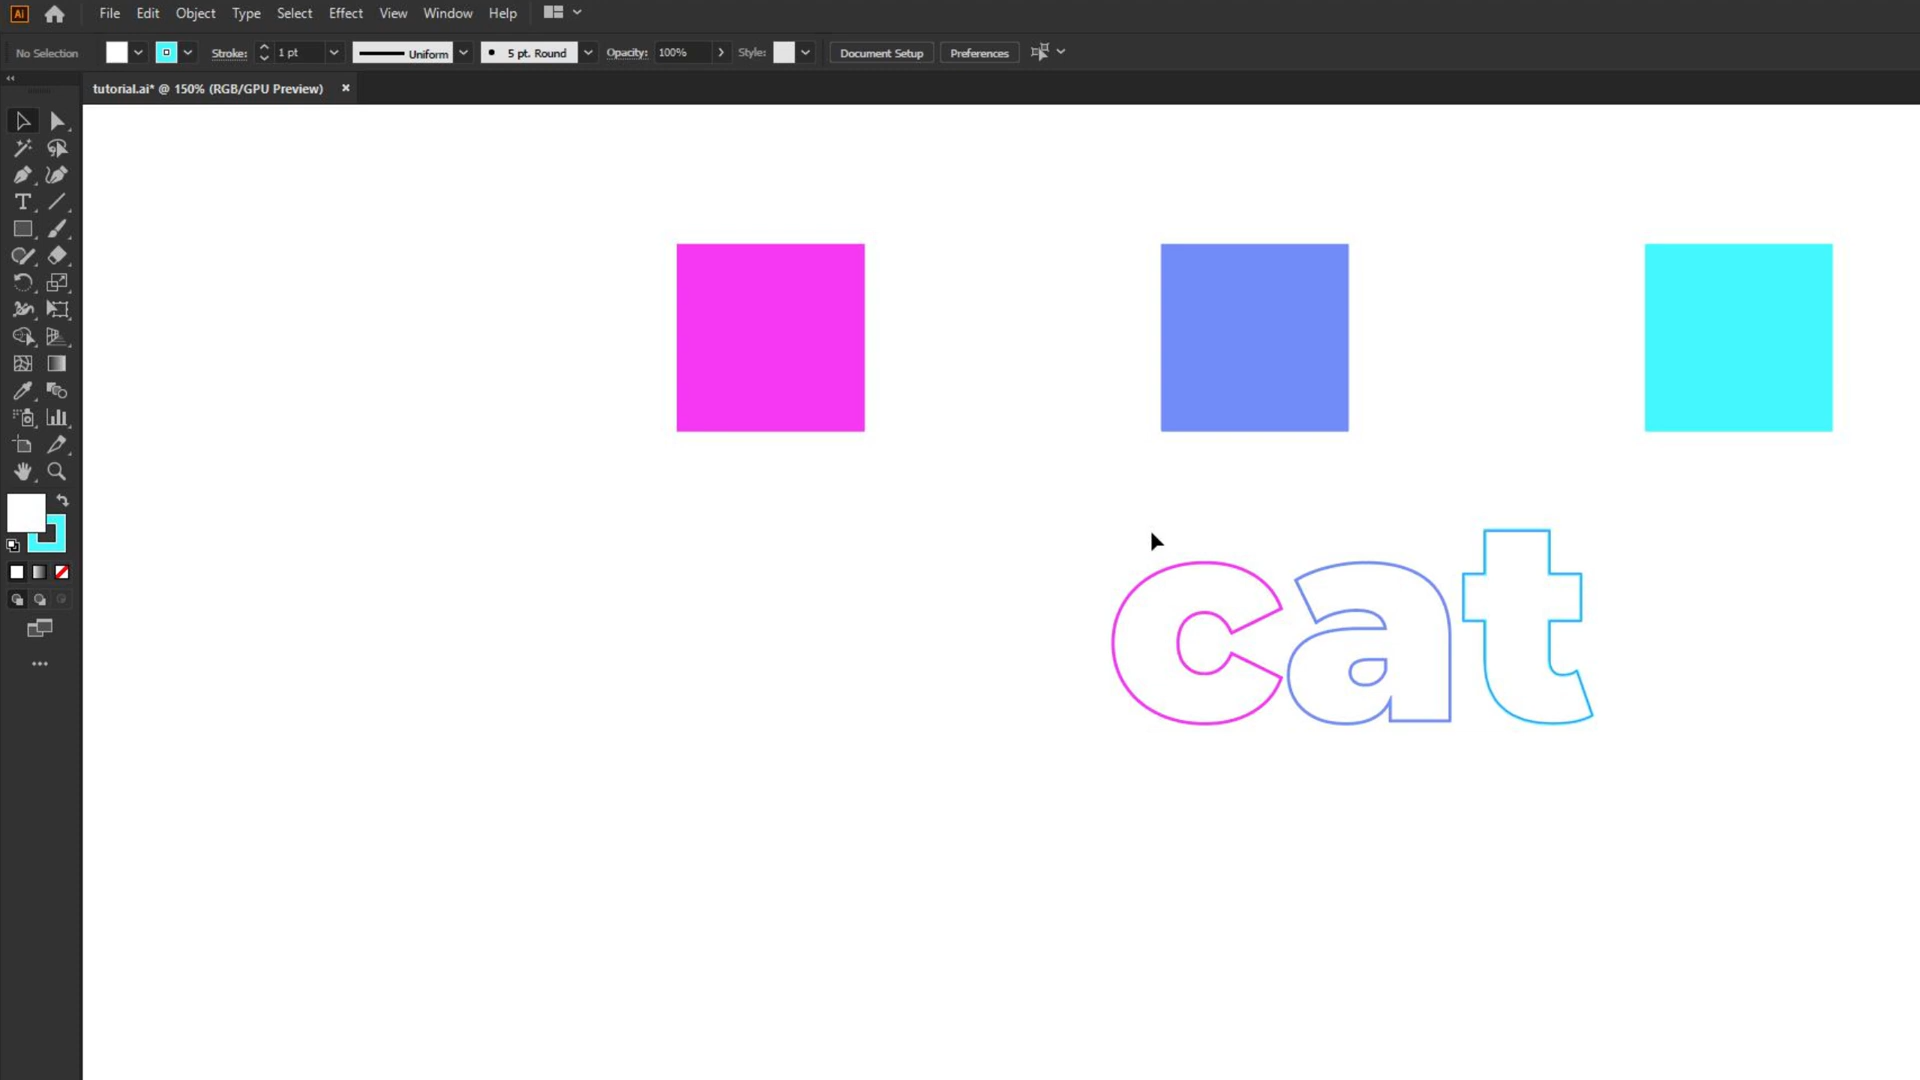 Ai File Edit Object Type Select Effect View Window Help
No Selection Stroke: 1 pt Uniform 5 pt. Round Opacity: 100% Style: Document Setup Preferences
tutorial.ai* @ 150% (RGB/GPU Preview)
cat